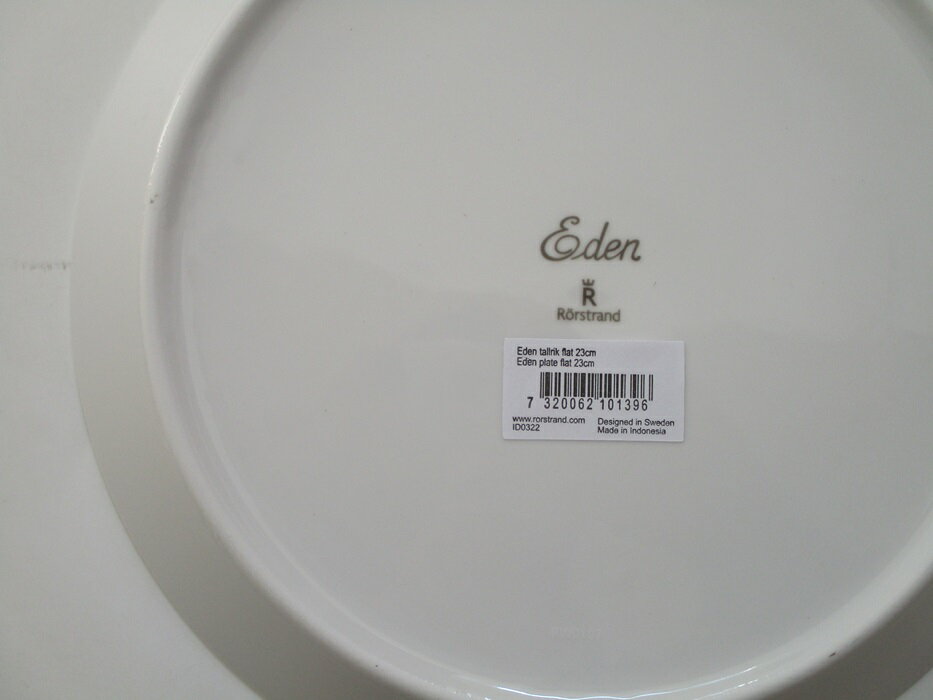 Eden
R
Rörstrand
Eden tallrik flat 23cm
Eden plate flat 23cm
7 320062 101396
www.rorstrand.com
ID0322
Designed in Sweden
Made in Indonesia